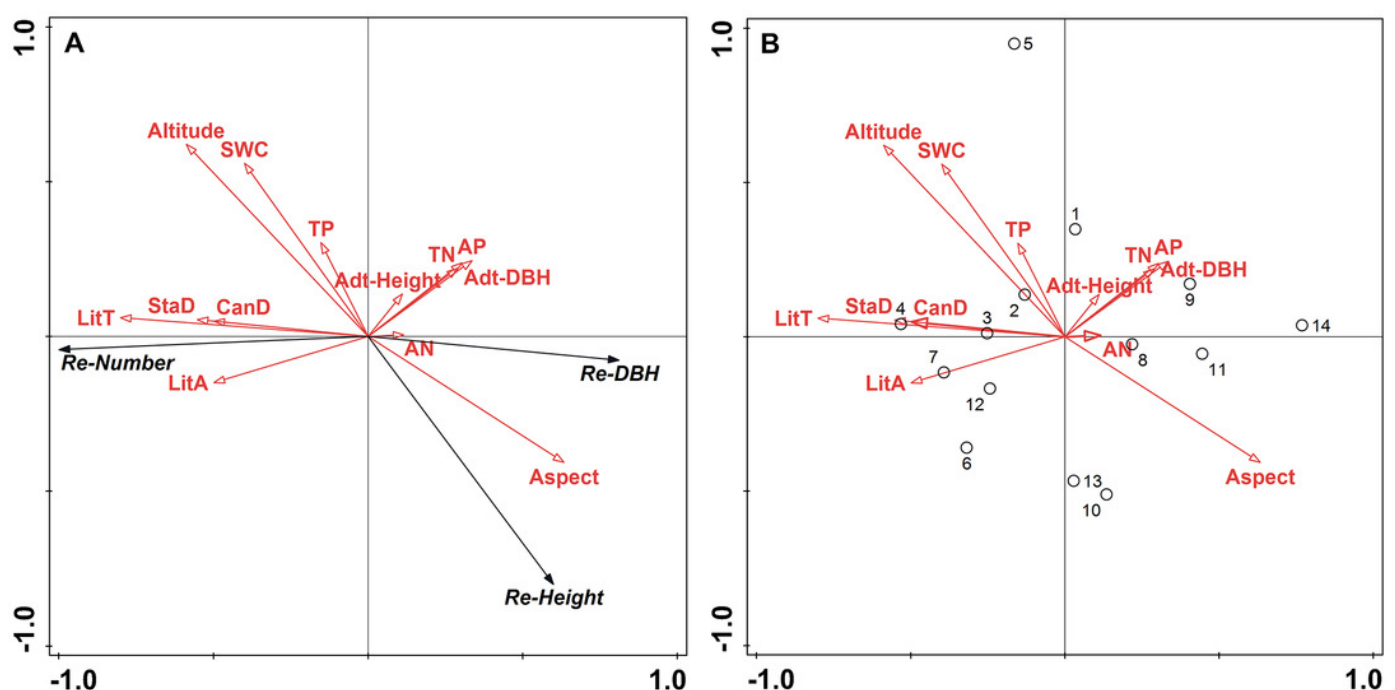 A
1.0
Altitude
SWC
TP
TN
AP
Adt-Height
Adt-DBH
StaD
CanD
LitT
AN
Re-Number
Re-DBH
LitA
Aspect
Re-Height
-1.0
-1.0
1.0
B
1.0
5
Altitude
SWC
1
TP
TN
AP
Adt-DBH
Adt-Height
9
StaD
CanD
2
LitT
4
3
14
AN
7
8
11
LitA
12
6
Aspect
13
10
-1.0
-1.0
1.0